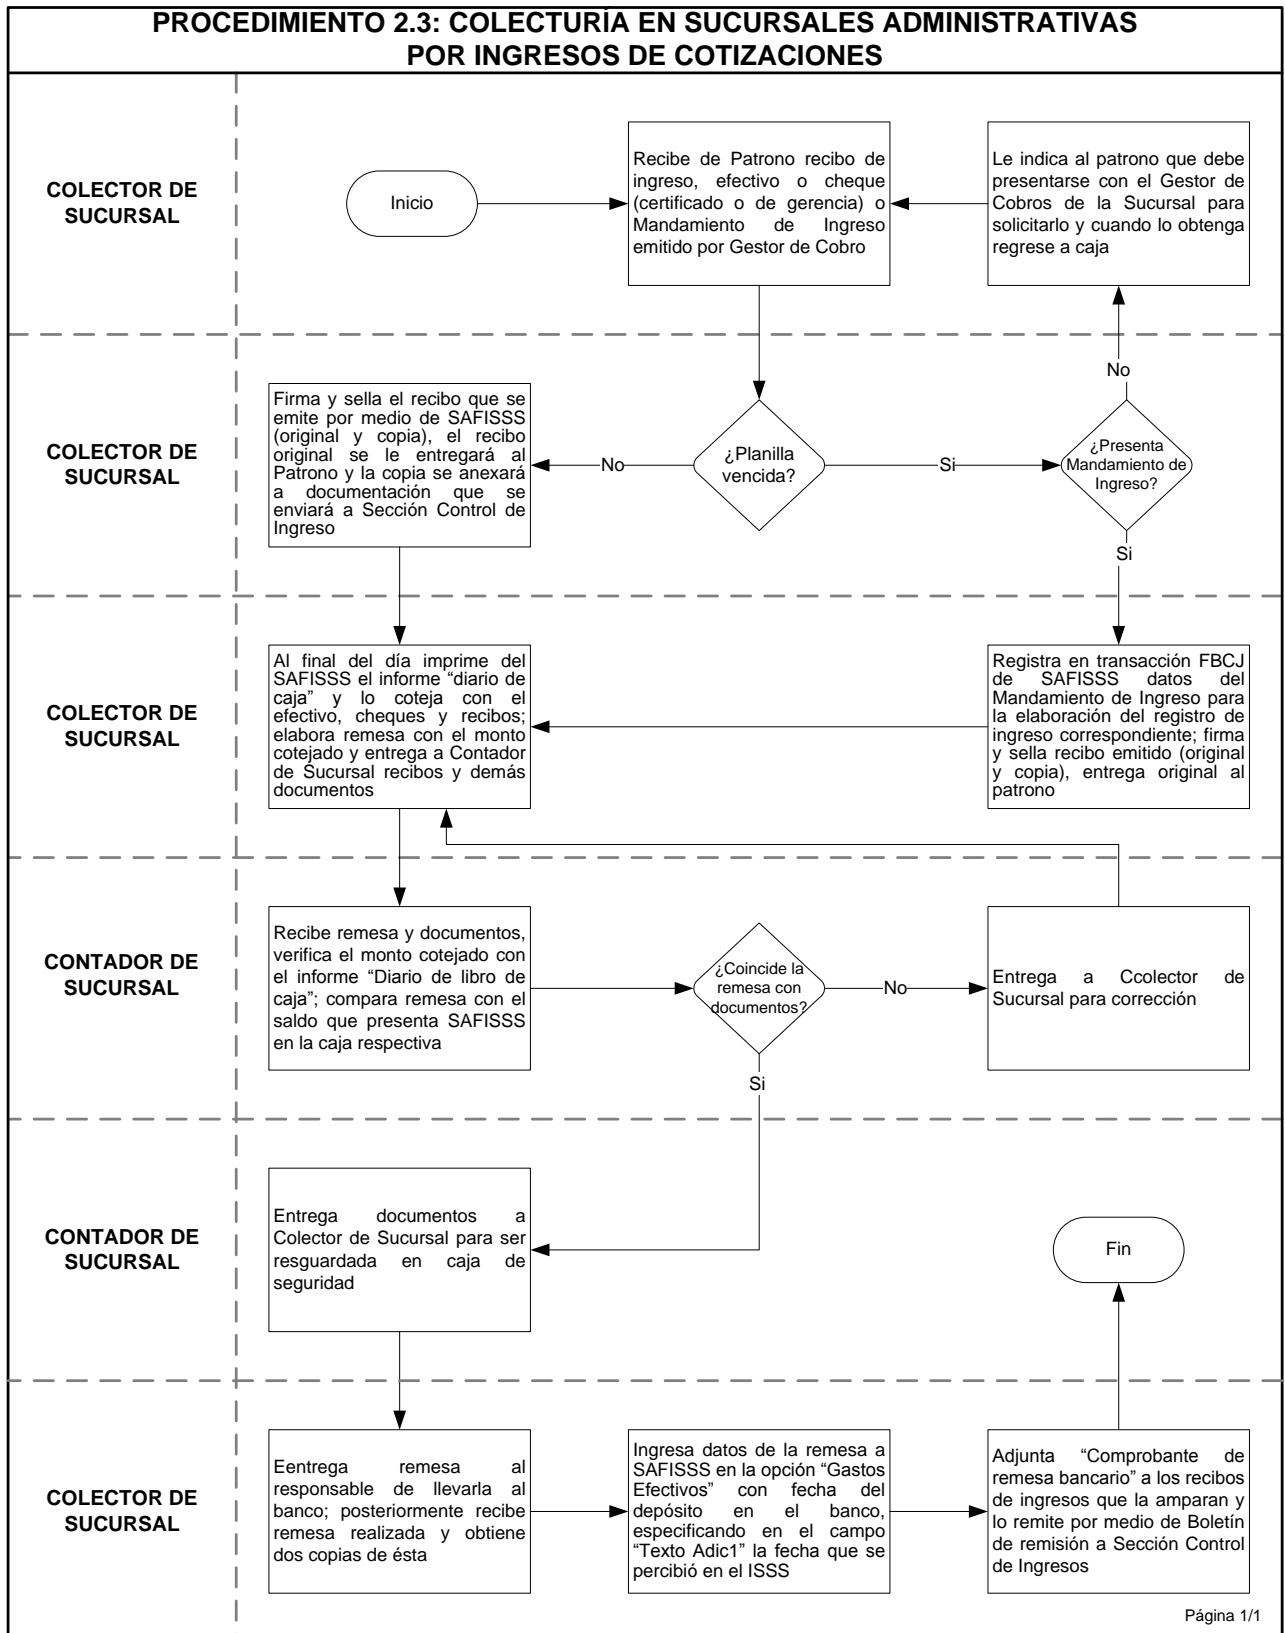 PROCEDIMIENTO 2.3: COLECTURÍA EN SUCURSALES ADMINISTRATIVAS
POR INGRESOS DE COTIZACIONES
COLECTOR DE
SUCURSAL
Inicio
Recibe de Patrono recibo de
ingreso, efectivo o cheque
(certificado o de gerencia) o
Mandamiento de Ingreso
emitido por Gestor de Cobro
Le indica al patrono que debe
presentarse con el Gestor de
Cobros de la Sucursal para
solicitarlo y cuando lo obtenga
regrese a caja
COLECTOR DE
SUCURSAL
Firma y sella el recibo que se
emite por medio de SAFISSS
(original y copia), el recibo
original se le entregará al
Patrono y la copia se anexará
a documentación que se
enviará a Sección Control de
Ingreso
No
¿Planilla
vencida?
Si
¿Presenta
Mandamiento de
Ingreso?
No
Si
COLECTOR DE
SUCURSAL
Al final del día imprime del
SAFISSS el informe “diario de
caja” y lo coteja con el
efectivo, cheques y recibos;
elabora remesa con el monto
cotejado y entrega a Contador
de Sucursal recibos y demás
documentos
Registra en transacción FBCJ
de SAFISSS datos del
Mandamiento de Ingreso para
la elaboración del registro de
ingreso correspondiente; firma
y sella recibo emitido (original
y copia), entrega original al
patrono
CONTADOR DE
SUCURSAL
Recibe remesa y documentos,
verifica el monto cotejado con
el informe “Diario de libro de
caja”; compara remesa con el
saldo que presenta SAFISSS
en la caja respectiva
¿Coincide la
remesa con
documentos?
No
Entrega a Ccolector de
Sucursal para corrección
Si
CONTADOR DE
SUCURSAL
Entrega documentos a
Colector de Sucursal para ser
resguardada en caja de
seguridad
Fin
COLECTOR DE
SUCURSAL
Eentrega remesa al
responsable de llevarla al
banco; posteriormente recibe
remesa realizada y obtiene
dos copias de ésta
Ingresa datos de la remesa a
SAFISSS en la opción “Gastos
Efectivos” con fecha del
depósito en el banco,
especificando en el campo
“Texto Adic1” la fecha que se
percibió en el ISSS
Adjunta “Comprobante de
remesa bancario” a los recibos
de ingresos que la amparan y
lo remite por medio de Boletín
de remisión a Sección Control
de Ingresos
Página 1/1